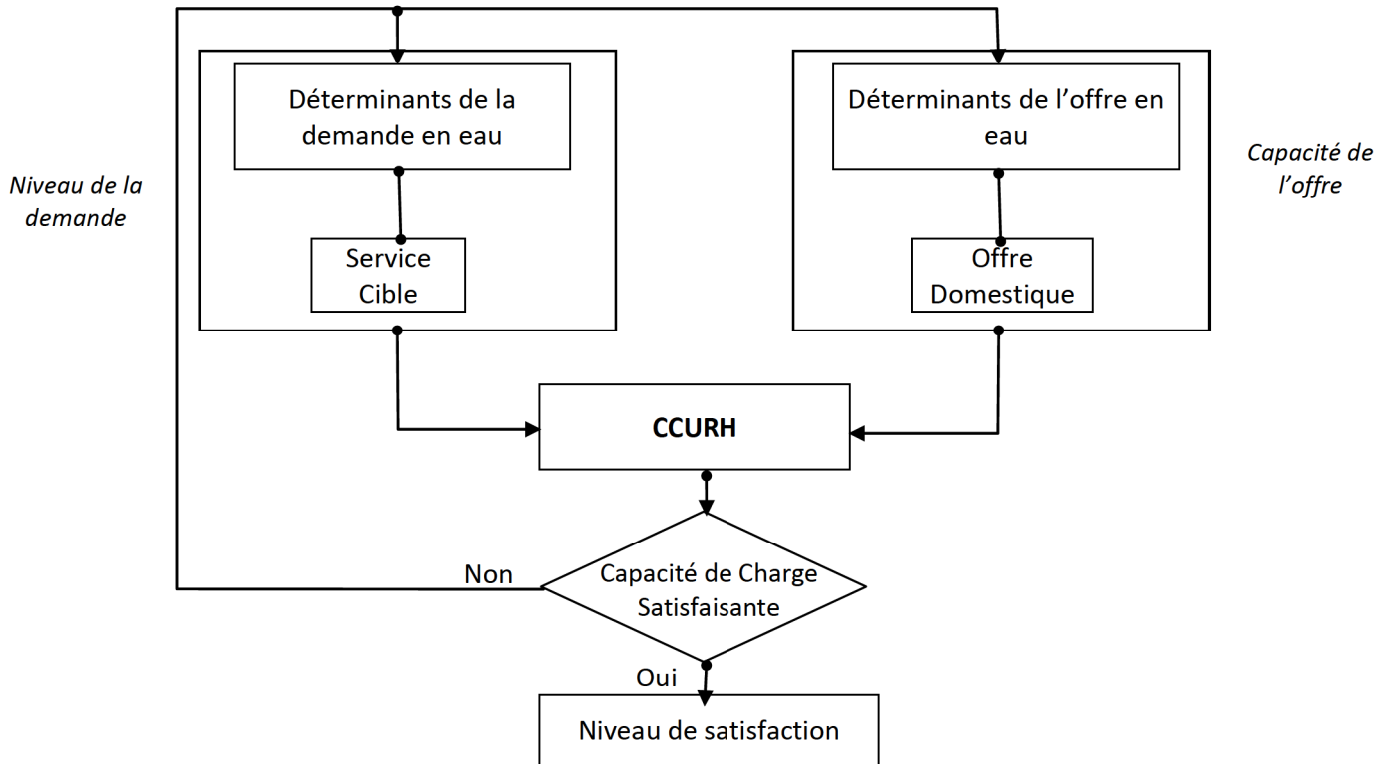 Déterminants de la
demande en eau
Déterminants de l’offre en
eau
Niveau de la
demande
Capacité de
l’offre
Service
Cible
Offre
Domestique
CCURH
Non
Capacité de Charge
Satisfaisante
Oui
Niveau de satisfaction